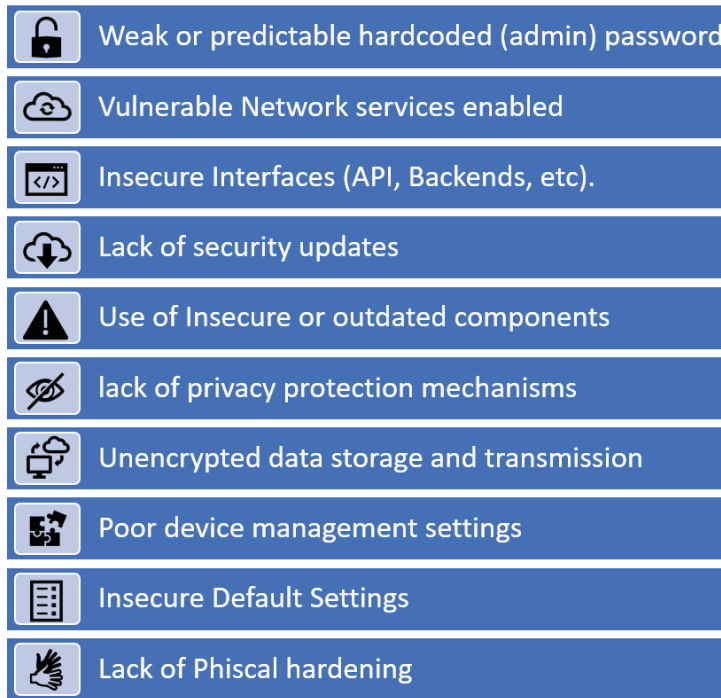 Weak or predictable hardcoded (admin) password
Vulnerable Network services enabled
Insecure Interfaces (API, Backends, etc).
Lack of security updates
Use of Insecure or outdated components
lack of privacy protection mechanisms
Unencrypted data storage and transmission
Poor device management settings
Insecure Default Settings
Lack of Phiscal hardening